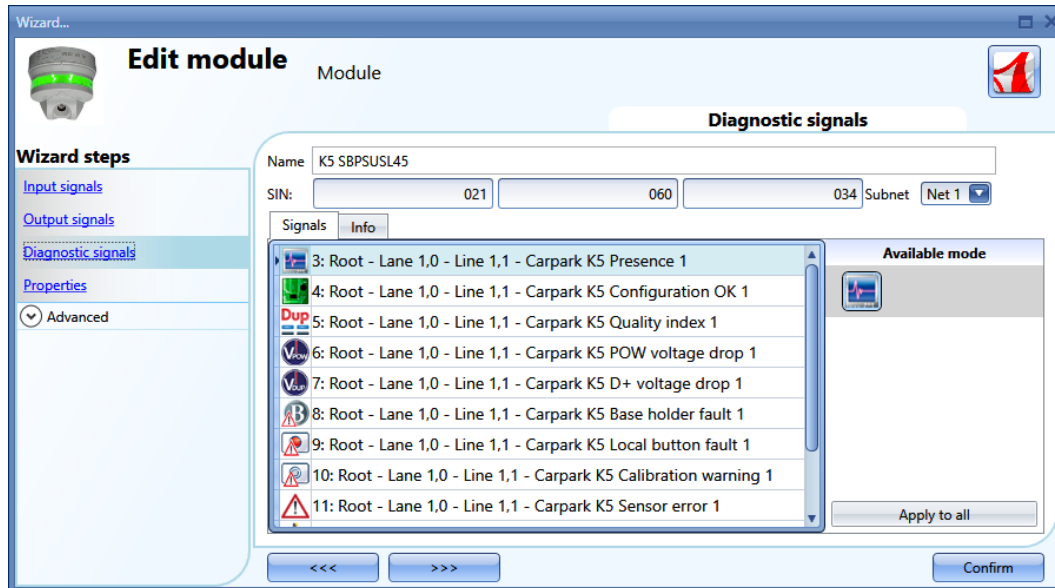 Wizard...
Edit module
Module
Diagnostic signals
Wizard steps
Input signals
Output signals
Diagnostic signals
Properties
Advanced
Name K5 SBPSUSL45
SIN: 021 060 034 Subnet Net 1
Signals Info
3: Root - Lane 1,0 - Line 1,1 - Carpark K5 Presence 1
4: Root - Lane 1,0 - Line 1,1 - Carpark K5 Configuration OK 1
Dup 5: Root - Lane 1,0 - Line 1,1 - Carpark K5 Quality index 1
VPOW 6: Root - Lane 1,0 - Line 1,1 - Carpark K5 POW voltage drop 1
VDUP 7: Root - Lane 1,0 - Line 1,1 - Carpark K5 D+ voltage drop 1
B 8: Root - Lane 1,0 - Line 1,1 - Carpark K5 Base holder fault 1
9: Root - Lane 1,0 - Line 1,1 - Carpark K5 Local button fault 1
10: Root - Lane 1,0 - Line 1,1 - Carpark K5 Calibration warning 1
11: Root - Lane 1,0 - Line 1,1 - Carpark K5 Sensor error 1
Available mode
Apply to all
<<< >>> Confirm